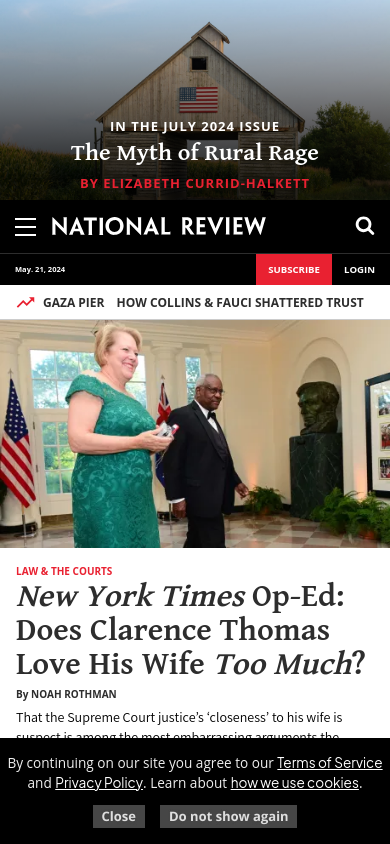 IN THE JULY 2024 ISSUE
The Myth of Rural Rage
BY ELIZABETH CURRID-HALKETT
NATIONAL REVIEW
May. 21, 2024
SUBSCRIBE
LOGIN
GAZA PIER HOW COLLINS & FAUCI SHATTERED TRUST
LAW & THE COURTS
New York Times Op-Ed:
Does Clarence Thomas
Love His Wife Too Much?
By NOAH ROTHMAN
That the Supreme Court justice’s ‘closeness’ to his wife is
suspect is among the most embarrassing arguments the
By continuing on our site you agree to our Terms of Service
and Privacy Policy. Learn about how we use cookies.
Close
Do not show again